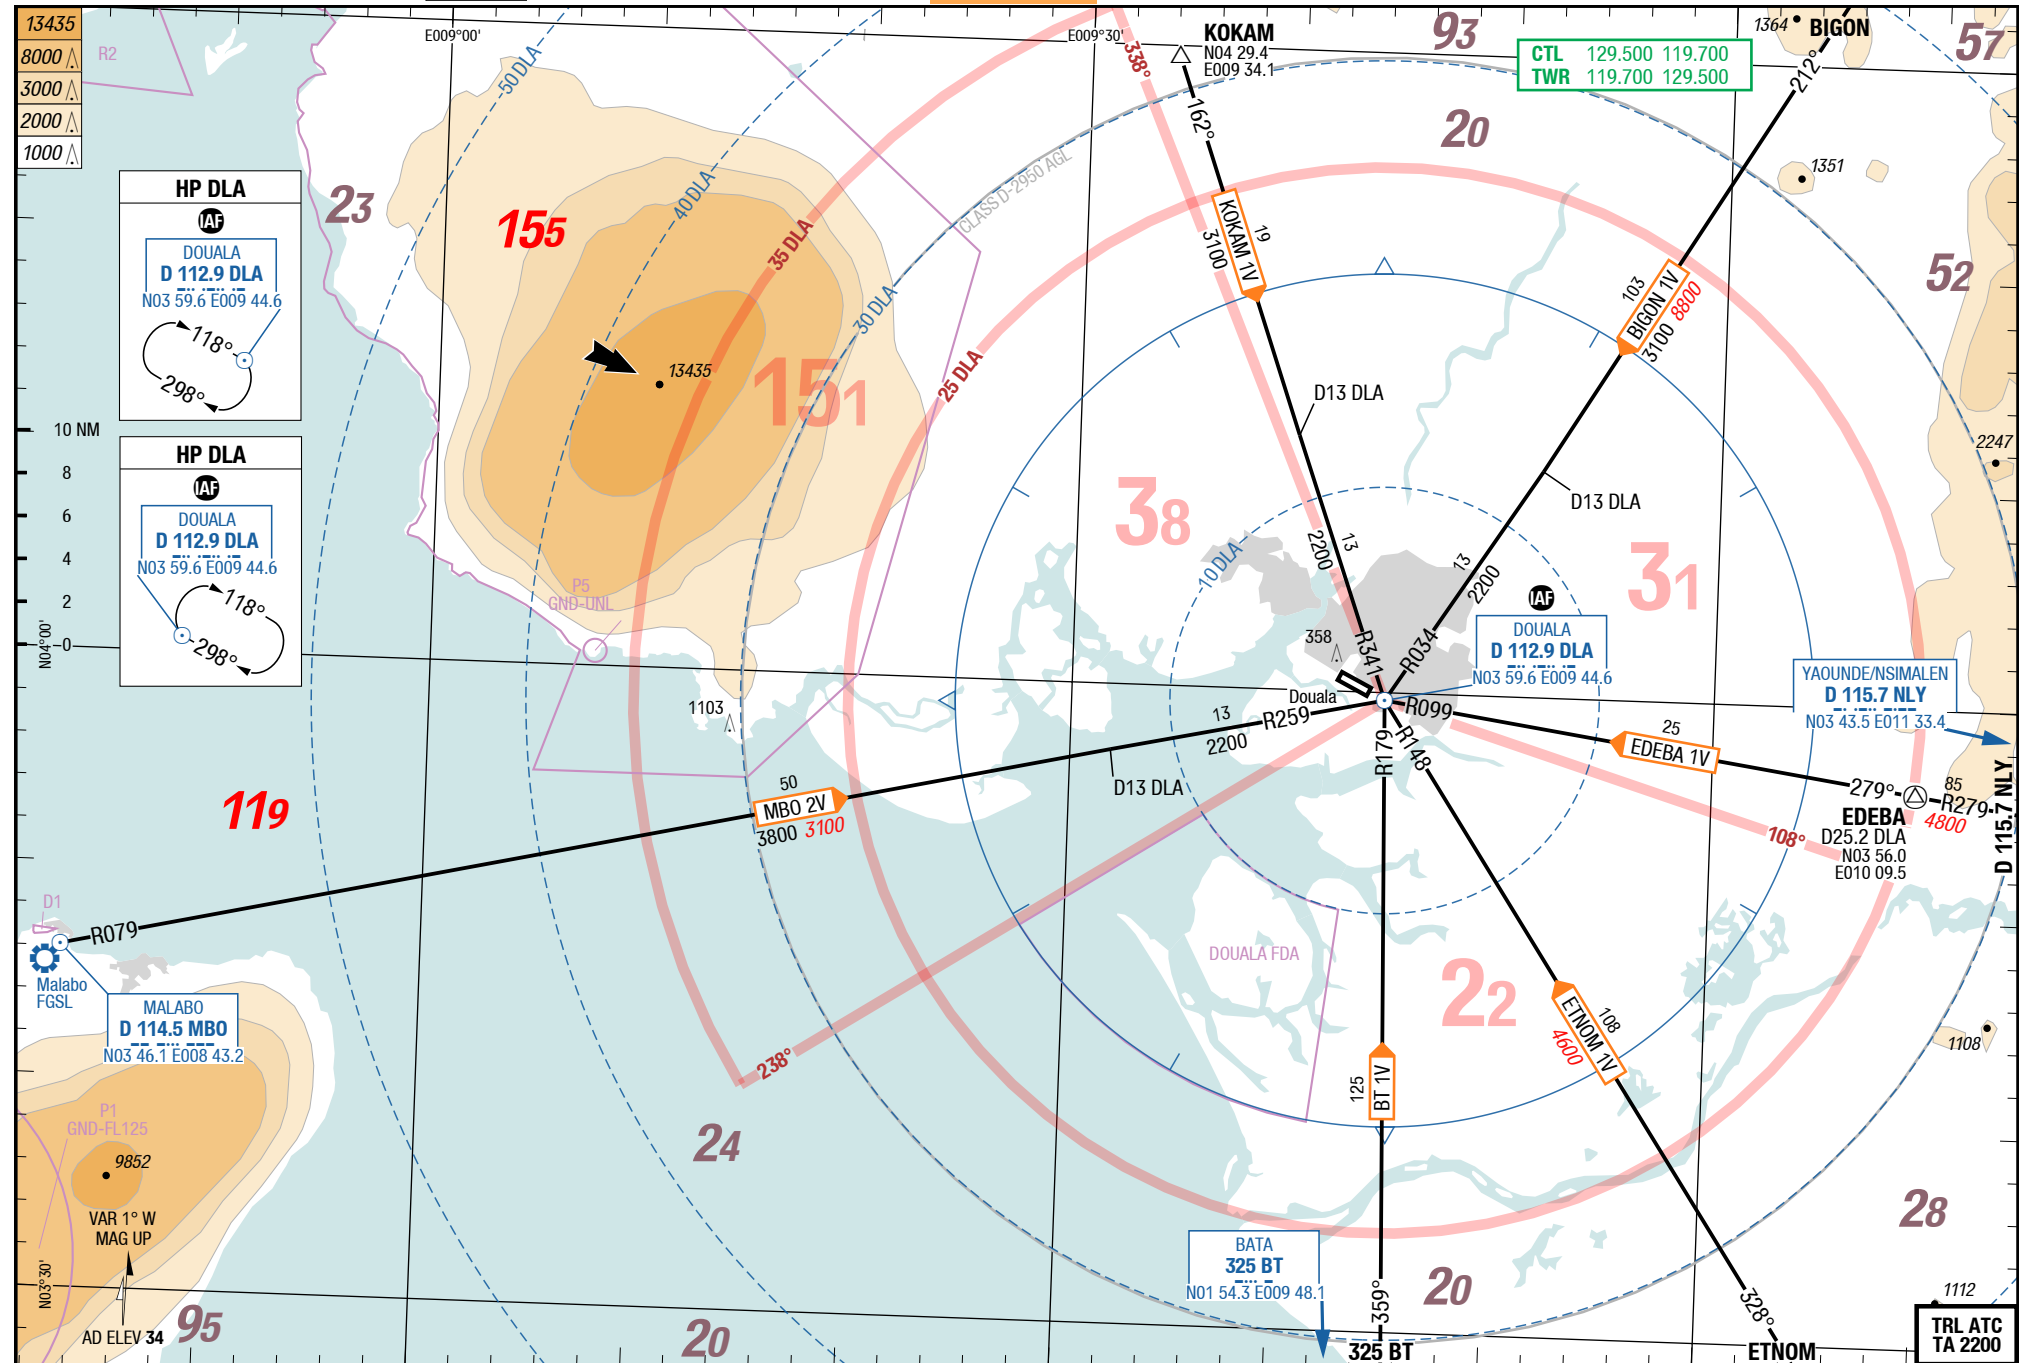 13435
8000
3000
2000
1000
R2
E009°00'
50 DLA
E009°30'
338°
KOKAM
N04 29.4
E009 34.1
93
CTL 129.500 119.700
TWR 119.700 129.500
1364
BIGON
57
212°
162°
20
1351
HP DLA
IAF
DOUALA
D 112.9 DLA
N03 59.6 E009 44.6
118°
298°
23
155
40 DLA
35 DLA
CLASS D-2950 AGL
30 DLA
KOKAM 1V
19
3100
103
BIGON 1V
3100 8800
52
13435
151
25 DLA
D13 DLA
D13 DLA
2247
10 NM
8
6
4
2
0
N04°00'
HP DLA
IAF
DOUALA
D 112.9 DLA
N03 59.6 E009 44.6
118°
298°
38
10 DLA
13
2200
13
2200
31
P5
GND-UNL
IAF
DOUALA
D 112.9 DLA
N03 59.6 E009 44.6
358
R341
R034
Douala
R099
R179
R148
YAOUNDE/NSIMALEN
D 115.7 NLY
N03 43.5 E011 33.4
1103
13
R259
2200
D13 DLA
25
EDEBA 1V
279°
85
R279
4800
EDEBA
D25.2 DLA
N03 56.0
E010 09.5
D 115.7 NLY
108°
119
50
MBO 2V
3800 3100
D1
R079
Malabo
FGSL
MALABO
D 114.5 MBO
N03 46.1 E008 43.2
DOUALA FDA
22
238°
108
ETNOM 1V
4600
1108
125
BT 1V
P1
GND-FL125
9852
24
VAR 1° W
MAG UP
N03°30'
AD ELEV 34
95
20
BATA
325 BT
N01 54.3 E009 48.1
359°
325 BT
20
328°
ETNOM
28
1112
TRL ATC
TA 2200